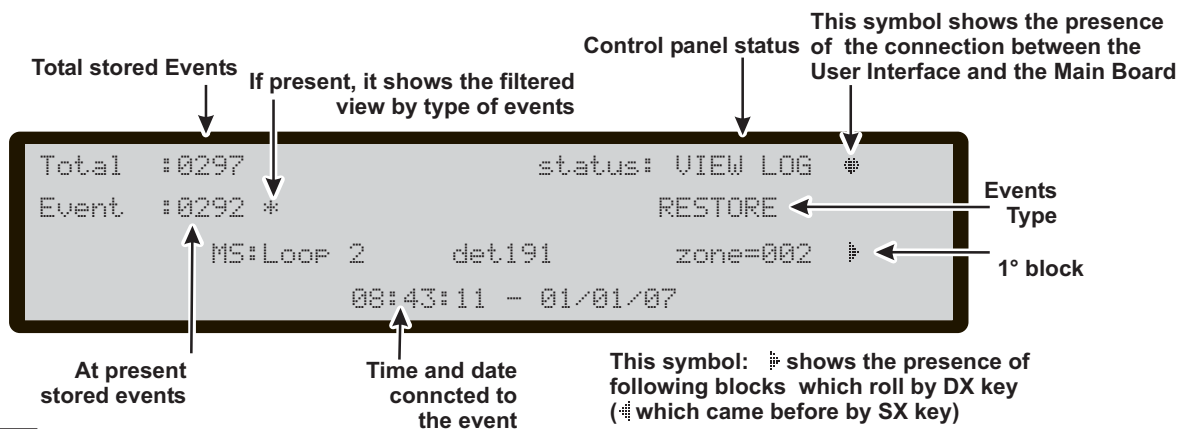 This symbol shows the presence
of the connection between the
User Interface and the Main Board
Control panel status
Total stored Events
If present, it shows the filtered
view by type of events
Total :0297 status: VIEW LOG
Event :0292 * RESTORE
MS:Loop 2 det191 zone=002
08:43:11 - 01/01/07
Events
Type
1° block
At present
stored events
Time and date
conncted to
the event
This symbol: shows the presence of
following blocks which roll by DX key
( which came before by SX key)